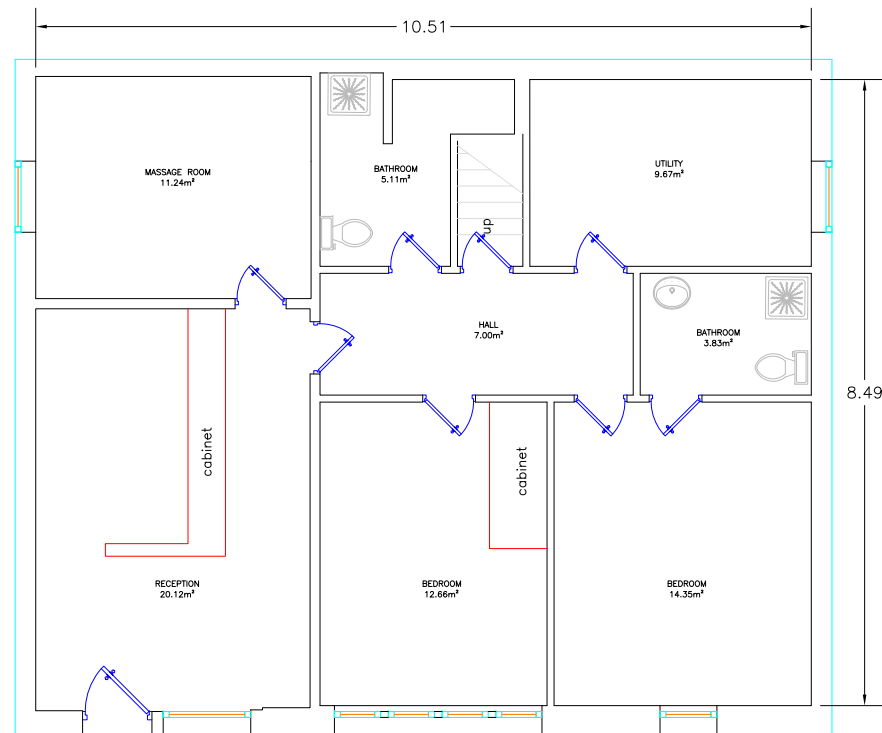 10.51
MASSAGE ROOM
11.24m²
BATHROOM
5.11m²
UTILITY
9.67m²
up
HALL
7.00m²
BATHROOM
3.83m²
8.49
cabinet
cabinet
RECEPTION
20.12m²
BEDROOM
12.66m²
BEDROOM
14.35m²